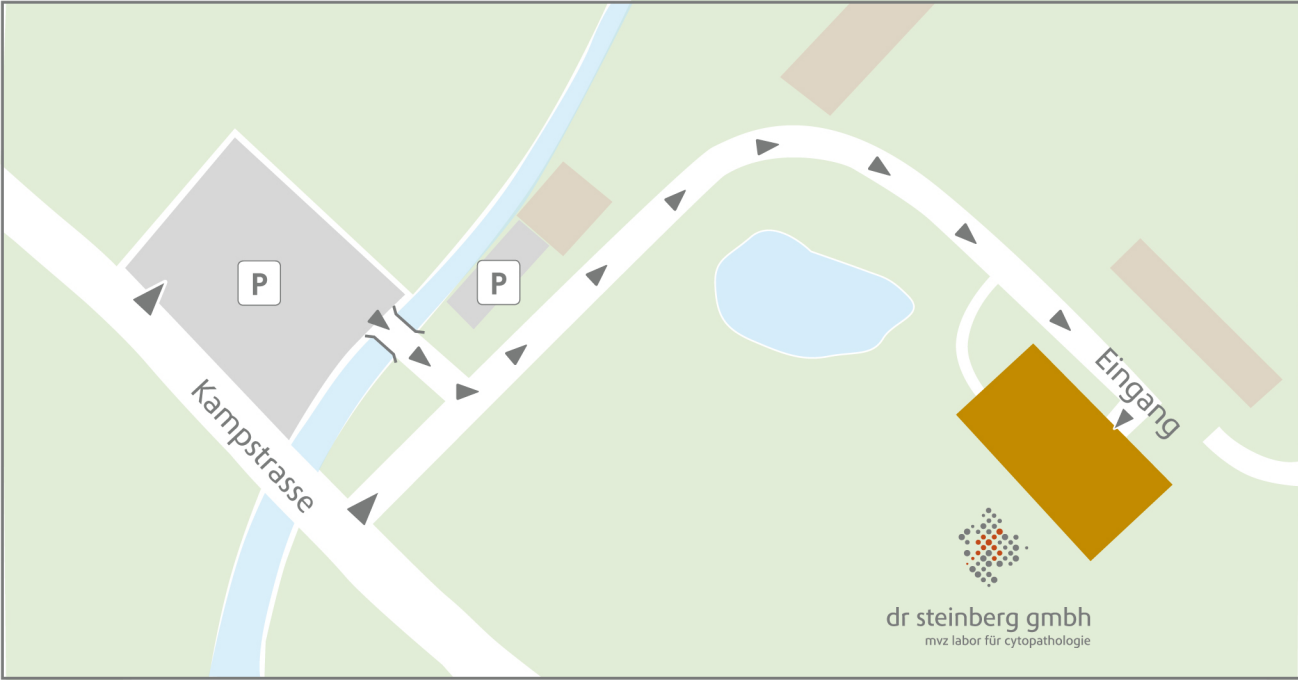 P
P
Kampstrasse
Eingang
dr steinberg gmbh
mvz labor für cytopathologie